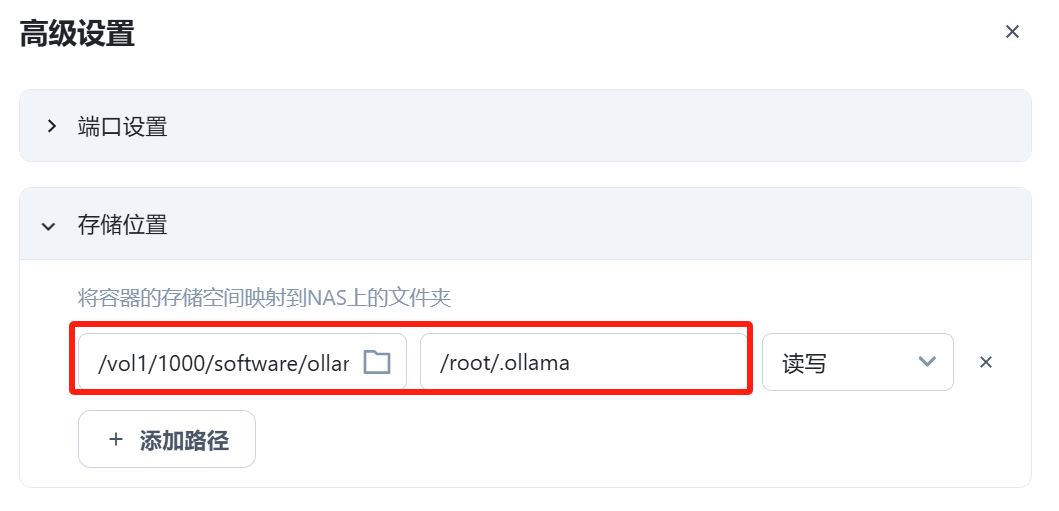 高级设置
端口设置
存储位置
将容器的存储空间映射到NAS上的文件夹
/vol1/1000/software/ollar /root/.ollama 读写
+ 添加路径